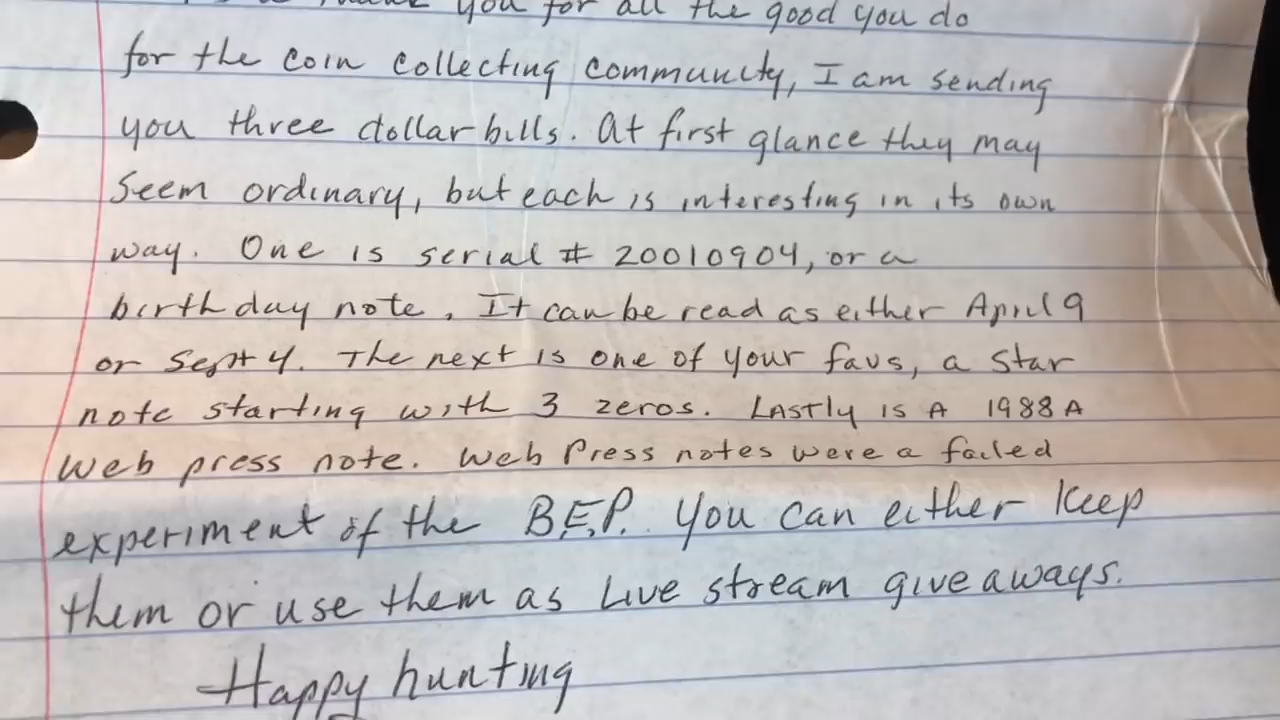 thank you for all the good you do
for the coin collecting community, I am sending
you three dollar bills. At first glance they may
seem ordinary, but each is interesting in its own
way. One is serial # 20010904, or a
birthday note. It can be read as either April 9
or Sept 4. The next is one of your favs, a star
note starting with 3 zeros. LAstly is A 1988 A
web press note. Web Press notes were a failed
experiment of the B.E.P. You can either keep
them or use them as Live stream give aways.
Happy hunting